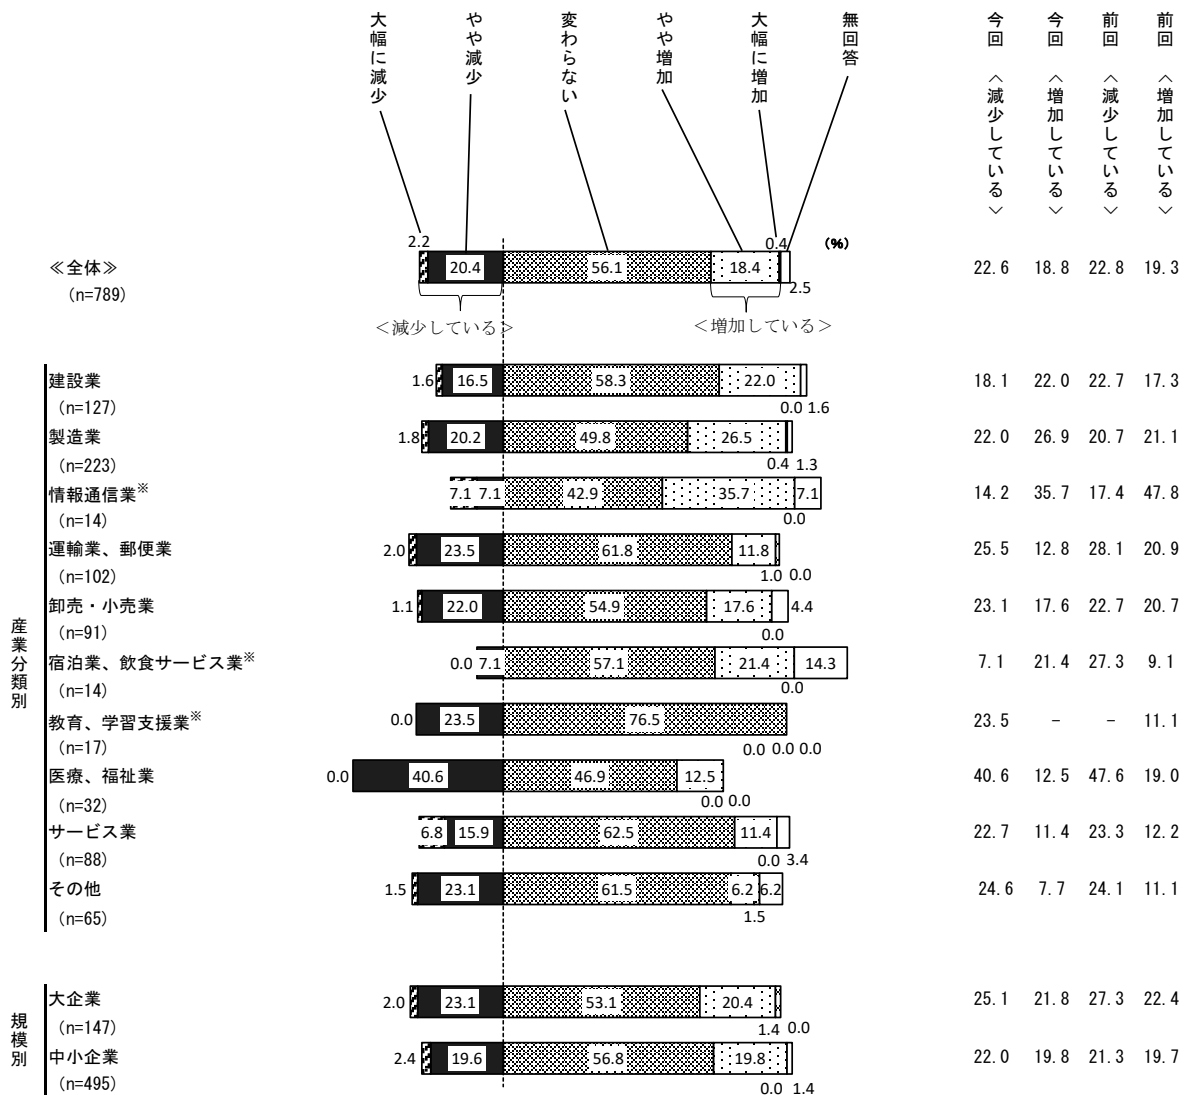 大幅に減少
やや減少
変わらない
やや増加
大幅に増加
無回答
今回 〈減少している〉
今回 〈増加している〉
前回 〈減少している〉
前回 〈増加している〉
2.2 0.4 (%)
≪全体≫ 20.4 56.1 18.4 22.6 18.8 22.8 19.3
(n=789) 2.5
＜減少している＞ ＜増加している＞
産業分類別
建設業 1.6 16.5 58.3 22.0 18.1 22.0 22.7 17.3
(n=127) 0.0 1.6
製造業 1.8 20.2 49.8 26.5 22.0 26.9 20.7 21.1
(n=223) 0.4 1.3
情報通信業※ 7.1 7.1 42.9 35.7 7.1 14.2 35.7 17.4 47.8
(n=14) 0.0
運輸業、郵便業 2.0 23.5 61.8 11.8 25.5 12.8 28.1 20.9
(n=102) 1.0 0.0
卸売・小売業 1.1 22.0 54.9 17.6 4.4 23.1 17.6 22.7 20.7
(n=91) 0.0
宿泊業、飲食サービス業※ 0.0 7.1 57.1 21.4 14.3 7.1 21.4 27.3 9.1
(n=14) 0.0
教育、学習支援業※ 0.0 23.5 76.5 23.5 － － 11.1
(n=17) 0.0 0.0 0.0
医療、福祉業 0.0 40.6 46.9 12.5 40.6 12.5 47.6 19.0
(n=32) 0.0 0.0
サービス業 6.8 15.9 62.5 11.4 22.7 11.4 23.3 12.2
(n=88) 0.0 3.4
その他 1.5 23.1 61.5 6.2 6.2 24.6 7.7 24.1 11.1
(n=65) 1.5
規模別
大企業 2.0 23.1 53.1 20.4 25.1 21.8 27.3 22.4
(n=147) 1.4 0.0
中小企業 2.4 19.6 56.8 19.8 22.0 19.8 21.3 19.7
(n=495) 0.0 1.4